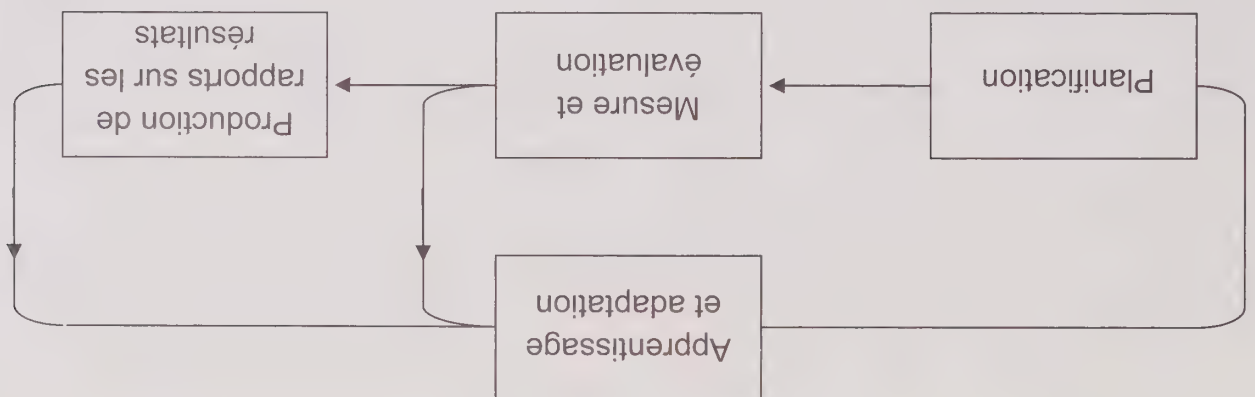 Apprentissage
et adaptation
Planification
Mesure et
évaluation
Production de
rapports sur les
résultats